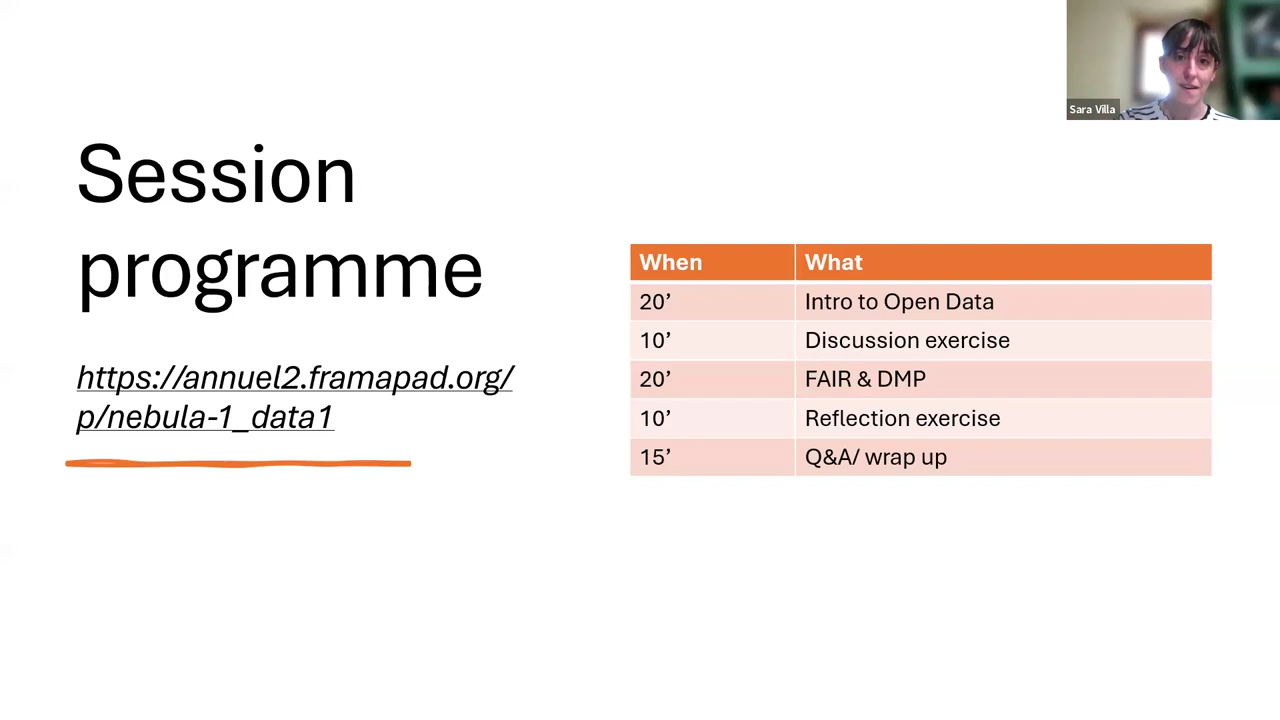 Session
programme
https://annuel2.framapad.org/
p/nebula-1_data1
When What
20’ Intro to Open Data
10’ Discussion exercise
20’ FAIR & DMP
10’ Reflection exercise
15’ Q&A/ wrap up
Sara Villa